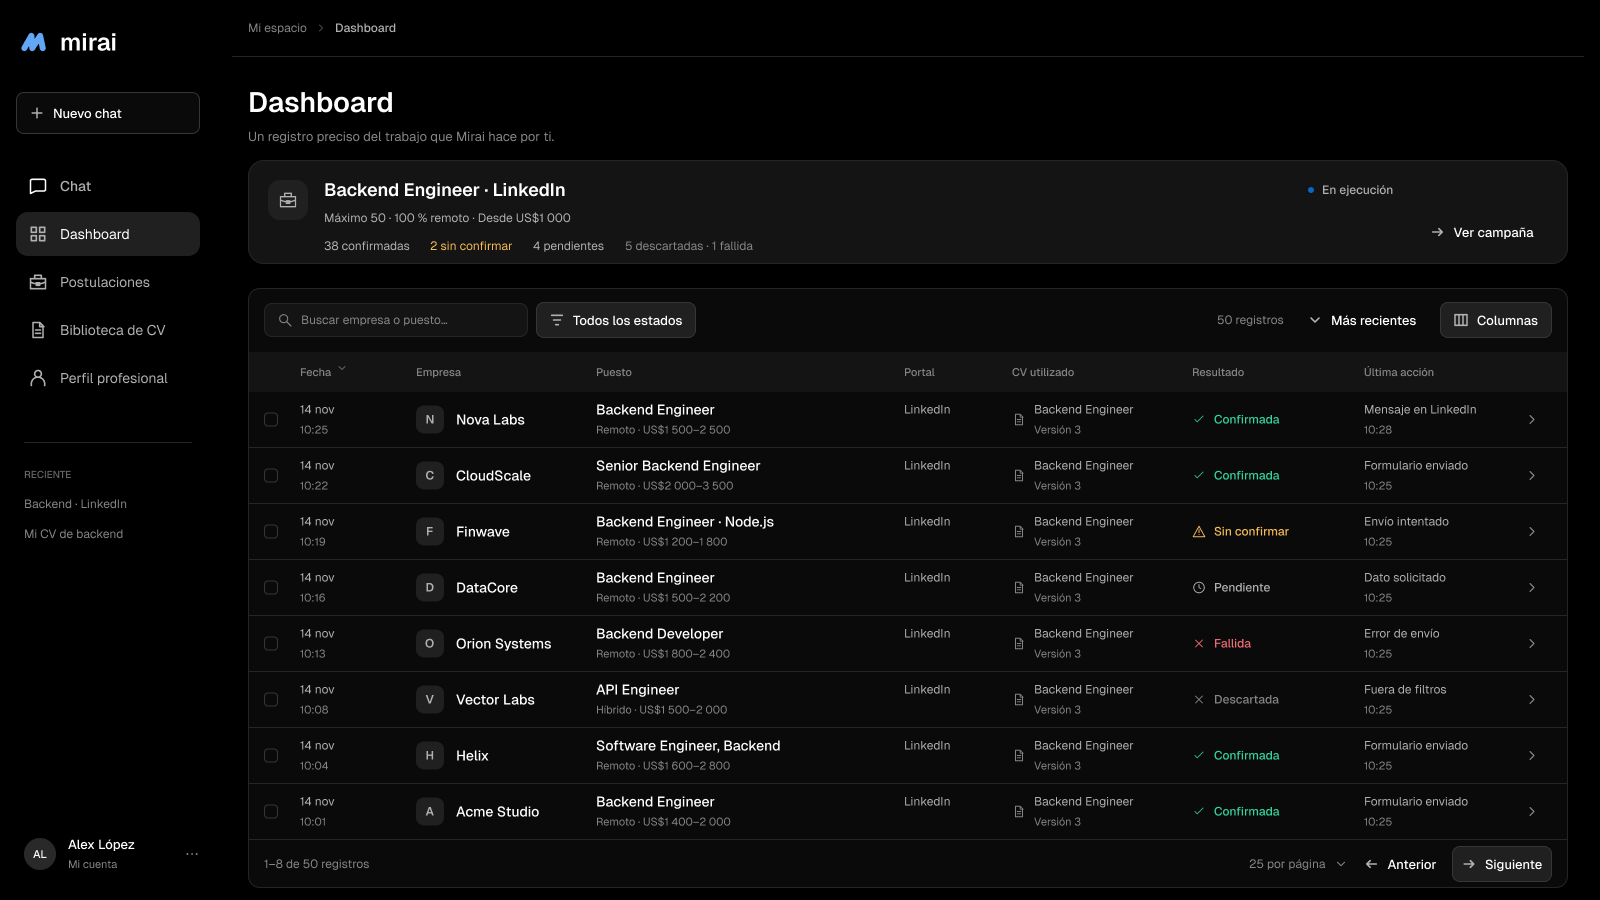 mirai
Nuevo chat
Chat
Dashboard
Postulaciones
Biblioteca de CV
Perfil profesional
RECIENTE
Backend · LinkedIn
Mi CV de backend
AL
Alex López
Mi cuenta
Mi espacio > Dashboard
Dashboard
Un registro preciso del trabajo que Mirai hace por ti.
Backend Engineer · LinkedIn
Máximo 50 · 100 % remoto · Desde US$1 000
38 confirmadas 2 sin confirmar 4 pendientes 5 descartadas · 1 fallida
En ejecución
Ver campaña
Buscar empresa o puesto… Todos los estados 50 registros Más recientes Columnas
Fecha Empresa Puesto Portal CV utilizado Resultado Última acción
14 nov Backend Engineer LinkedIn Backend Engineer Mensaje en LinkedIn
N Nova Labs Confirmada
10:25 Remoto · US$1 500–2 500 Versión 3 10:28
14 nov Senior Backend Engineer LinkedIn Backend Engineer Formulario enviado
C CloudScale Confirmada
10:22 Remoto · US$2 000–3 500 Versión 3 10:25
14 nov Backend Engineer · Node.js LinkedIn Backend Engineer Envío intentado
F Finwave Sin confirmar
10:19 Remoto · US$1 200–1 800 Versión 3 10:25
14 nov Backend Engineer LinkedIn Backend Engineer Dato solicitado
D DataCore Pendiente
10:16 Remoto · US$1 500–2 200 Versión 3 10:25
14 nov Backend Developer LinkedIn Backend Engineer Error de envío
O Orion Systems Fallida
10:13 Remoto · US$1 800–2 400 Versión 3 10:25
14 nov API Engineer LinkedIn Backend Engineer Fuera de filtros
V Vector Labs Descartada
10:08 Híbrido · US$1 500–2 000 Versión 3 10:25
14 nov Software Engineer, Backend LinkedIn Backend Engineer Formulario enviado
H Helix Confirmada
10:04 Remoto · US$1 600–2 800 Versión 3 10:25
14 nov Backend Engineer LinkedIn Backend Engineer Formulario enviado
A Acme Studio Confirmada
10:01 Remoto · US$1 400–2 000 Versión 3 10:25
1–8 de 50 registros 25 por página Anterior Siguiente